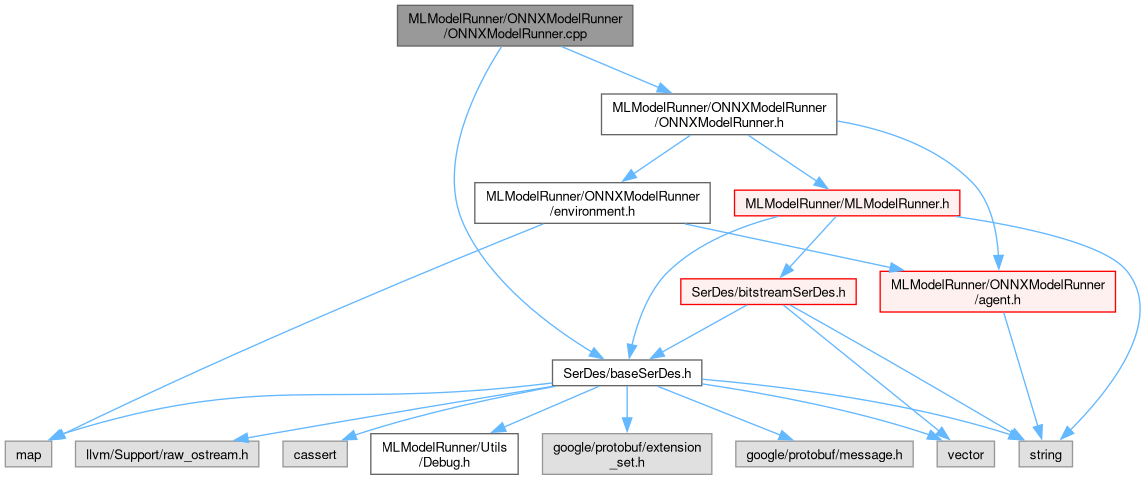 MLModelRunner/ONNXModelRunner
/ONNXModelRunner.cpp
MLModelRunner/ONNXModelRunner
/ONNXModelRunner.h
MLModelRunner/ONNXModelRunner
/environment.h
MLModelRunner/MLModelRunner.h
SerDes/bitstreamSerDes.h
MLModelRunner/ONNXModelRunner
/agent.h
SerDes/baseSerDes.h
map
llvm/Support/raw_ostream.h
cassert
MLModelRunner/Utils
/Debug.h
google/protobuf/extension
_set.h
google/protobuf/message.h
vector
string